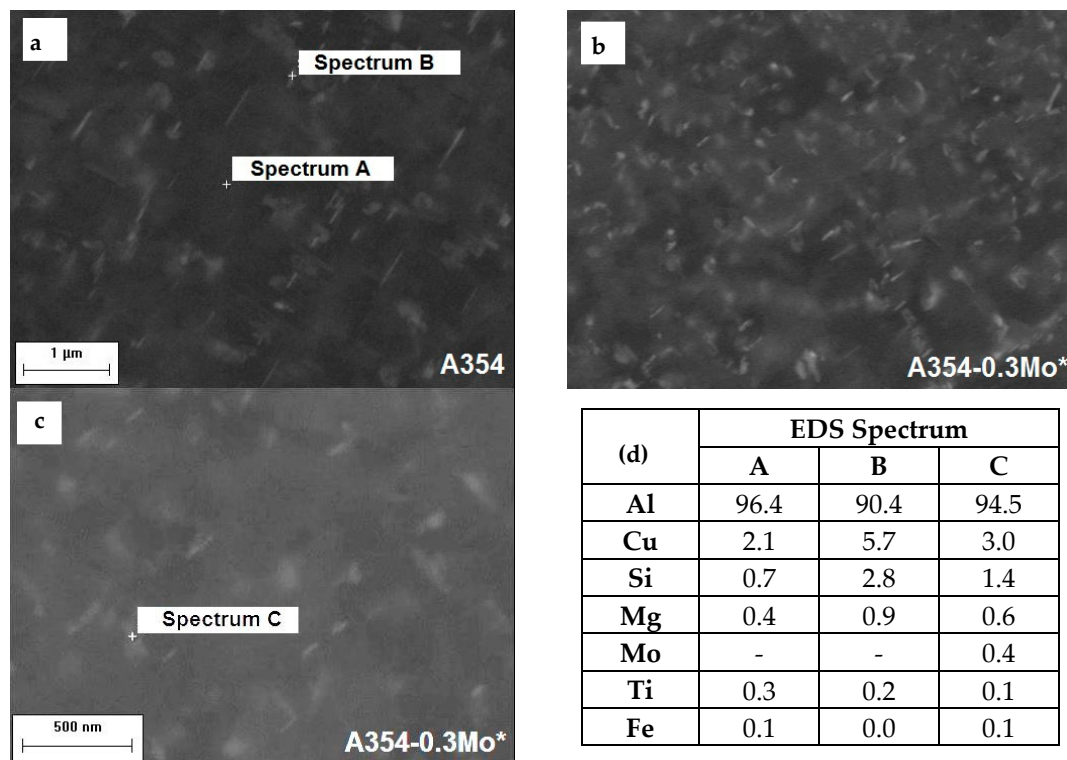 a
Spectrum B
Spectrum A
1 µm
A354
b
A354-0.3Mo*
c
Spectrum C
500 nm
A354-0.3Mo*
(d) EDS Spectrum
A B C
Al 96.4 90.4 94.5
Cu 2.1 5.7 3.0
Si 0.7 2.8 1.4
Mg 0.4 0.9 0.6
Mo - - 0.4
Ti 0.3 0.2 0.1
Fe 0.1 0.0 0.1